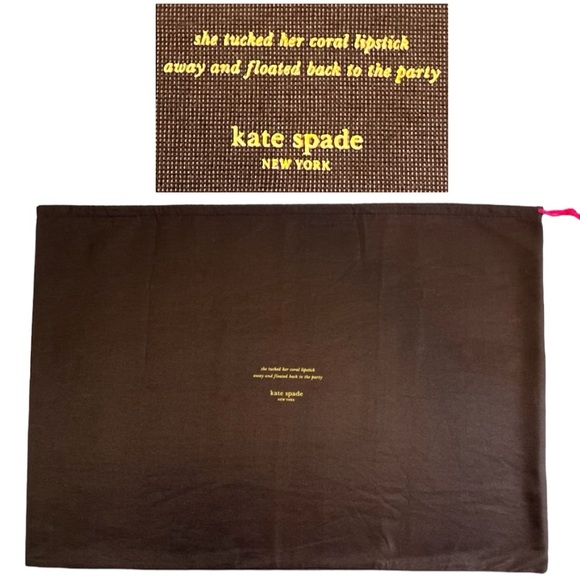 she tucked her coral lipstick
away and floated back to the party
kate spade
NEW YORK
she tucked her coral lipstick
away and floated back to the party
kate spade
NEW YORK